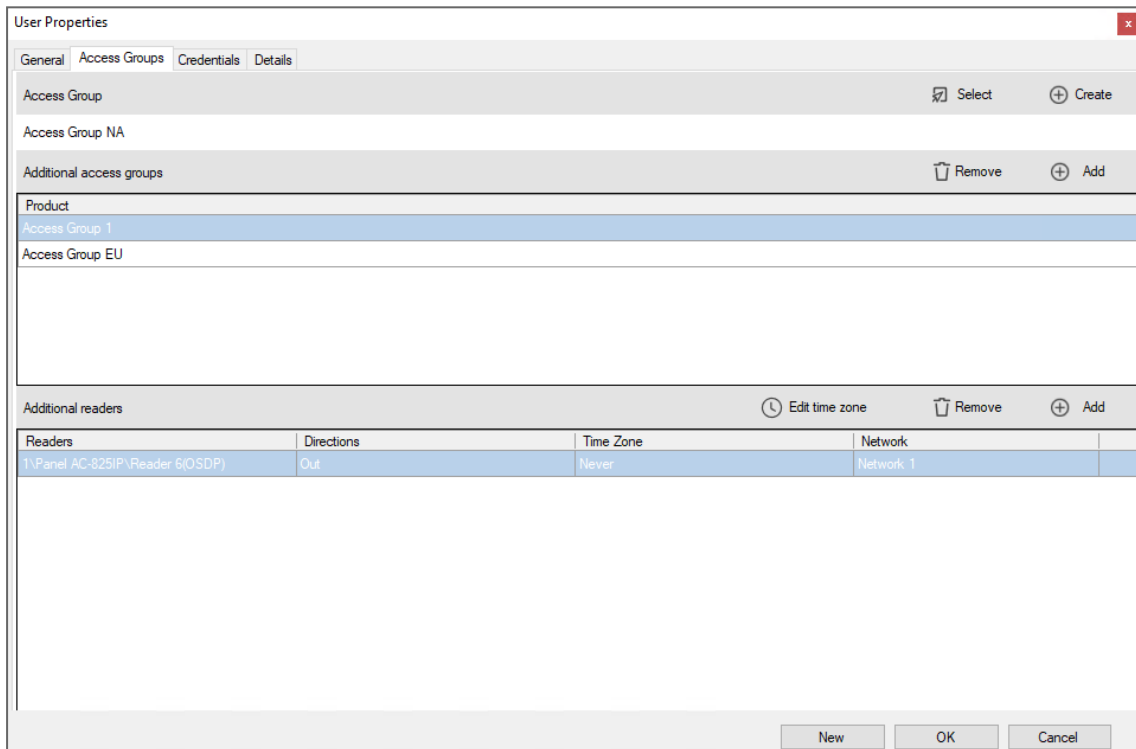 User Properties
x
General Access Groups Credentials Details
Access Group Select Create
Access Group NA
Additional access groups Remove Add
Product
Access Group 1
Access Group EU
Additional readers Edit time zone Remove Add
Readers Directions Time Zone Network
1\Panel AC-825IP\Reader 6(OSDP) Out Never Network 1
New OK Cancel